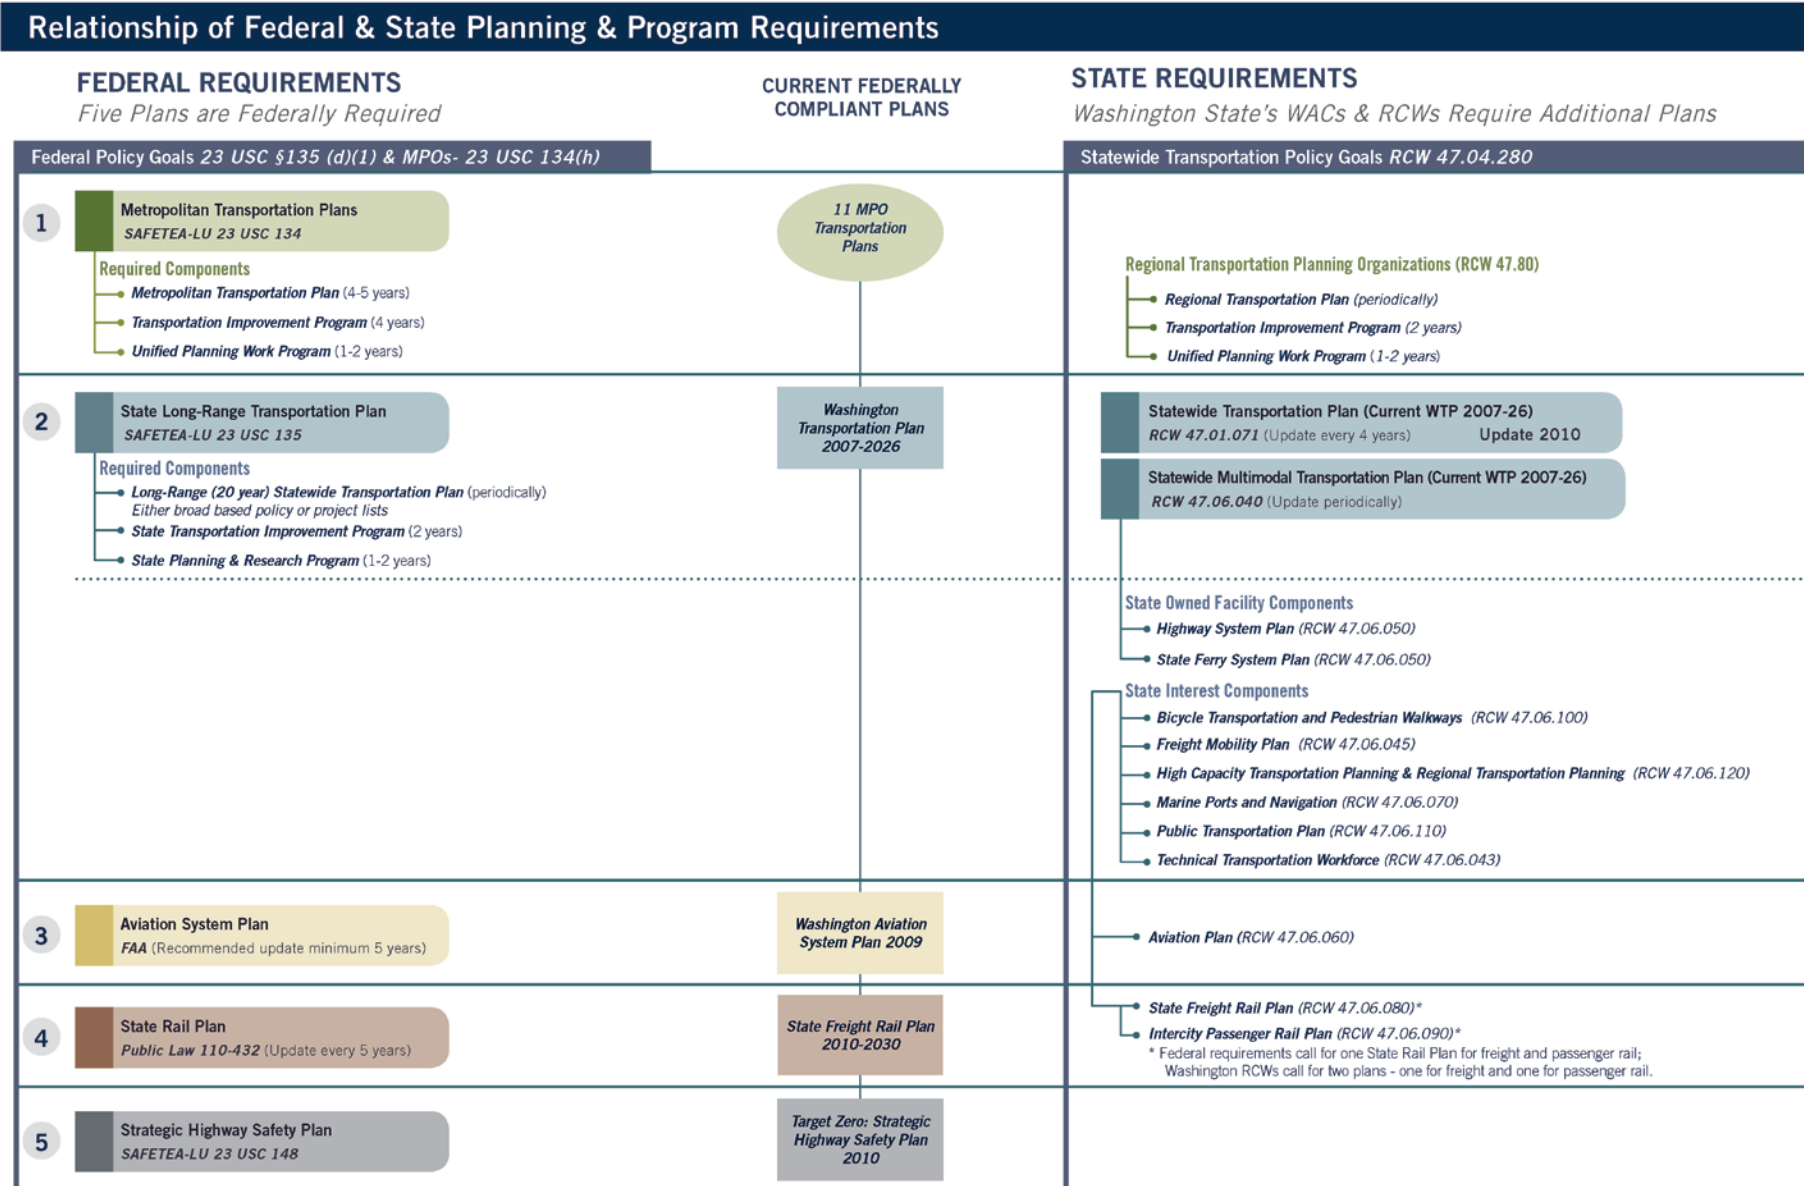 Relationship of Federal & State Planning & Program Requirements
FEDERAL REQUIREMENTS
Five Plans are Federally Required
CURRENT FEDERALLY
COMPLIANT PLANS
STATE REQUIREMENTS
Washington State's WACs & RCWs Require Additional Plans
Federal Policy Goals 23 USC §135 (d)(1) & MPOs- 23 USC 134(h)
Statewide Transportation Policy Goals RCW 47.04.280
1
Metropolitan Transportation Plans
SAFETEA-LU 23 USC 134
Required Components
Metropolitan Transportation Plan (4-5 years)
Transportation Improvement Program (4 years)
Unified Planning Work Program (1-2 years)
11 MPO
Transportation
Plans
Regional Transportation Planning Organizations (RCW 47.80)
Regional Transportation Plan (periodically)
Transportation Improvement Program (2 years)
Unified Planning Work Program (1-2 years)
2
State Long-Range Transportation Plan
SAFETEA-LU 23 USC 135
Required Components
Long-Range (20 year) Statewide Transportation Plan (periodically)
Either broad based policy or project lists
State Transportation Improvement Program (2 years)
State Planning & Research Program (1-2 years)
Washington
Transportation Plan
2007-2026
Statewide Transportation Plan (Current WTP 2007-26)
RCW 47.01.071 (Update every 4 years) Update 2010
Statewide Multimodal Transportation Plan (Current WTP 2007-26)
RCW 47.06.040 (Update periodically)
State Owned Facility Components
Highway System Plan (RCW 47.06.050)
State Ferry System Plan (RCW 47.06.050)
State Interest Components
Bicycle Transportation and Pedestrian Walkways (RCW 47.06.100)
Freight Mobility Plan (RCW 47.06.045)
High Capacity Transportation Planning & Regional Transportation Planning (RCW 47.06.120)
Marine Ports and Navigation (RCW 47.06.070)
Public Transportation Plan (RCW 47.06.110)
Technical Transportation Workforce (RCW 47.06.043)
3
Aviation System Plan
FAA (Recommended update minimum 5 years)
Washington Aviation
System Plan 2009
Aviation Plan (RCW 47.06.060)
4
State Rail Plan
Public Law 110-432 (Update every 5 years)
State Freight Rail Plan
2010-2030
State Freight Rail Plan (RCW 47.06.080)*
Intercity Passenger Rail Plan (RCW 47.06.090)*
* Federal requirements call for one State Rail Plan for freight and passenger rail;
Washington RCWs call for two plans - one for freight and one for passenger rail.
5
Strategic Highway Safety Plan
SAFETEA-LU 23 USC 148
Target Zero: Strategic
Highway Safety Plan
2010